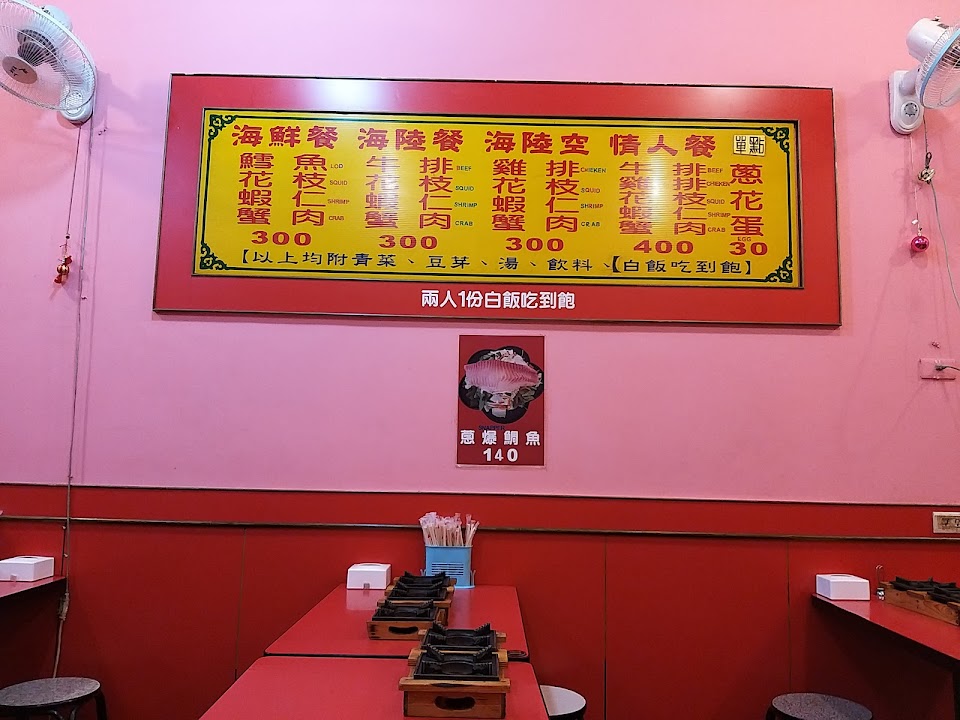 海鮮餐 海陸餐 海陸空 情人餐 單點
鱈魚 COD 牛排 BEEF 雞排 CHIEKEN 牛排 BEEF 蔥花蛋
花枝 SQUID 花枝 SQUID 花枝 SQUID 雞排 CHIEKEN
蝦仁 SHRIMP 蝦仁 SHRIMP 蝦仁 SHRIMP 花枝 SQUID
蟹肉 CRAB 蟹肉 CRAB 蟹肉 CRAB 蝦仁 SHRIMP
蟹肉 CRAB EGG
300 300 300 400 30
【以上均附青菜、豆芽、湯、飲料、【白飯吃到飽】
兩人1份白飯吃到飽
蔥爆鯛魚
140